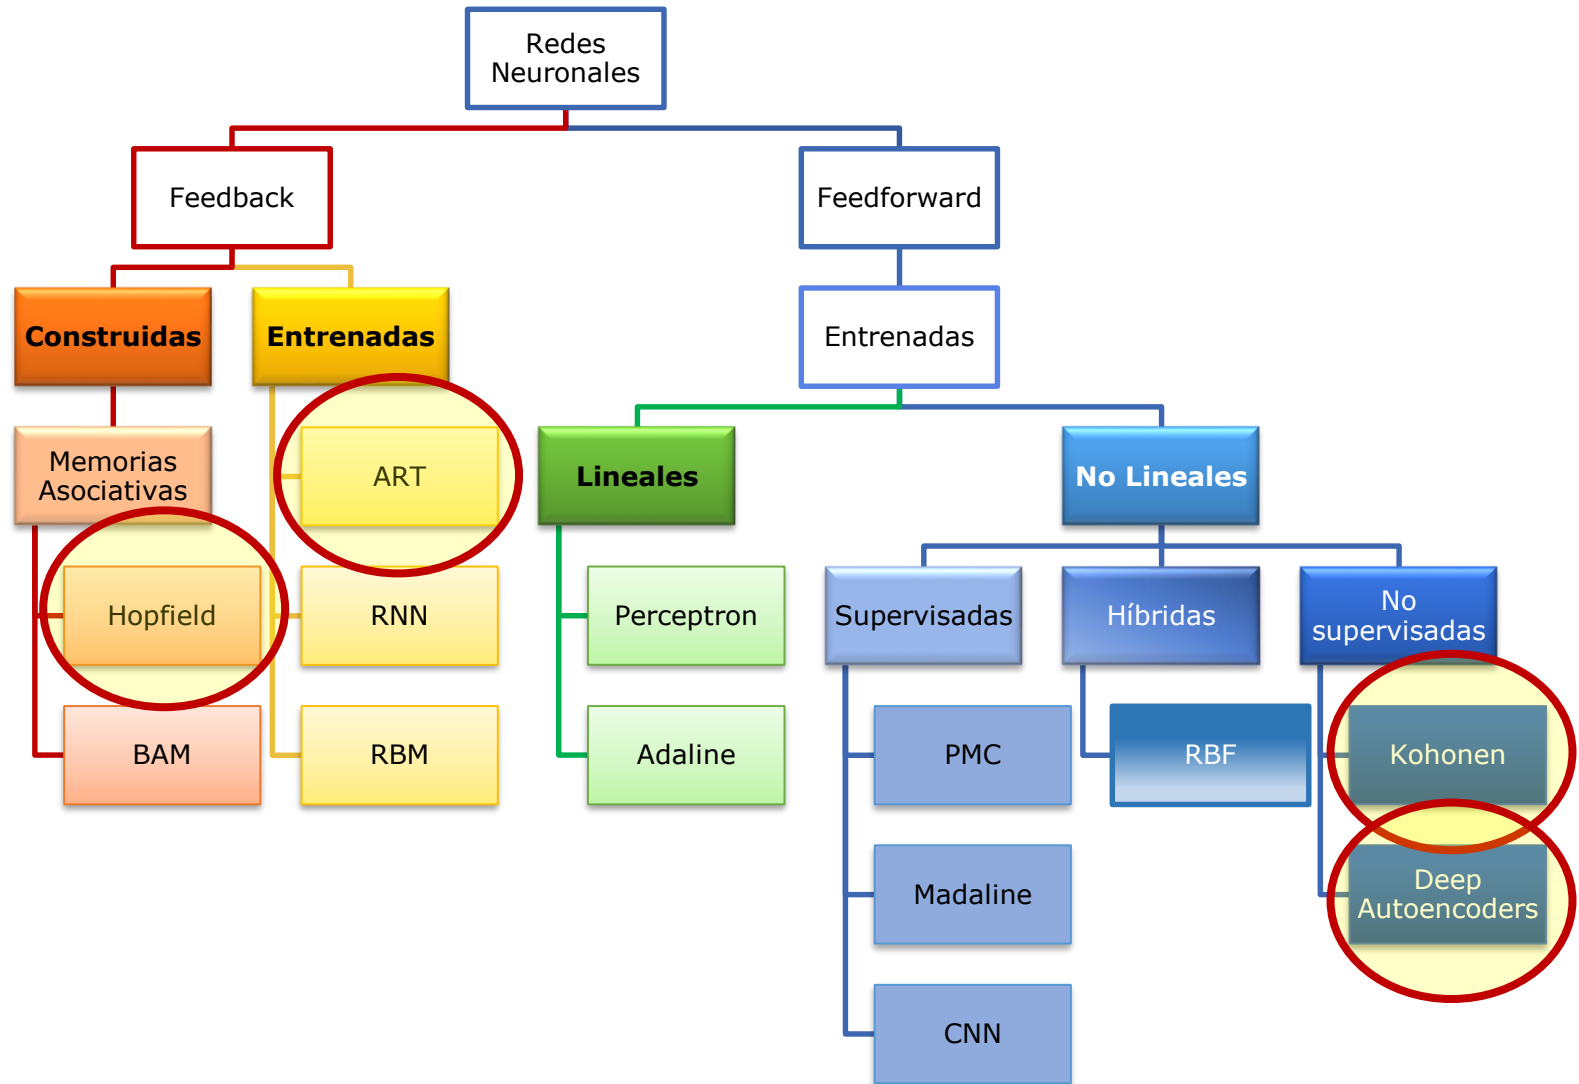 Redes
Neuronales
Feedback
Feedforward
Construidas
Entrenadas
Entrenadas
Memorias
Asociativas
ART
Lineales
No Lineales
Hopfield
RNN
Perceptron
Supervisadas
Híbridas
No
supervisadas
BAM
RBM
Adaline
PMC
RBF
Kohonen
Madaline
Deep
Autoencoders
CNN